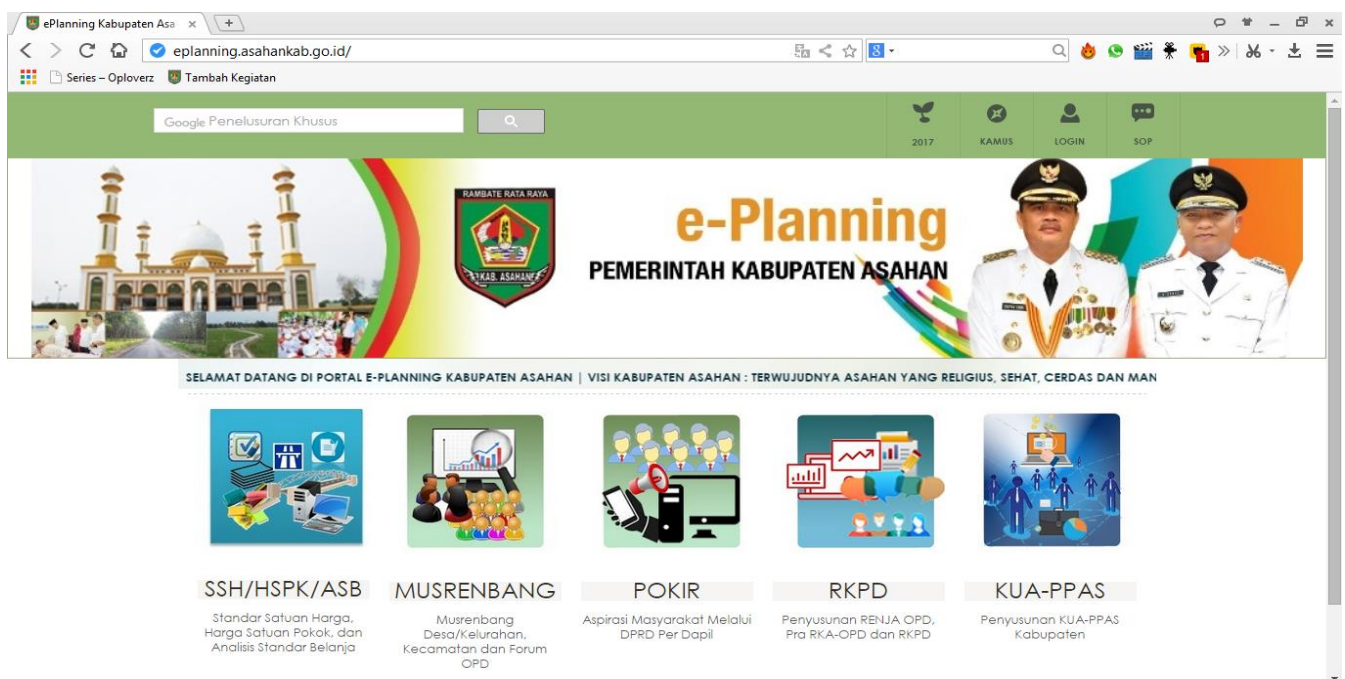 ePlanning Kabupaten Asa
eplanning.asahankab.go.id/
8
Series – Oploverz
Tambah Kegiatan
1
Google Penelusuran Khusus
2017
KAMUS
LOGIN
SOP
RAMBATE RATA RAYA
KAB. ASAHAN
e-Planning
PEMERINTAH KABUPATEN ASAHAN
SELAMAT DATANG DI PORTAL E-PLANNING KABUPATEN ASAHAN | VISI KABUPATEN ASAHAN : TERWUJUDNYA ASAHAN YANG RELIGIUS, SEHAT, CERDAS DAN MAN
SSH/HSPK/ASB
Standar Satuan Harga,
Harga Satuan Pokok, dan
Analisis Standar Belanja
MUSRENBANG
Musrenbang
Desa/Kelurahan,
Kecamatan dan Forum
OPD
POKIR
Aspirasi Masyarakat Melalui
DPRD Per Dapil
RKPD
Penyusunan RENJA OPD,
Pra RKA-OPD dan RKPD
KUA-PPAS
Penyusunan KUA-PPAS
Kabupaten